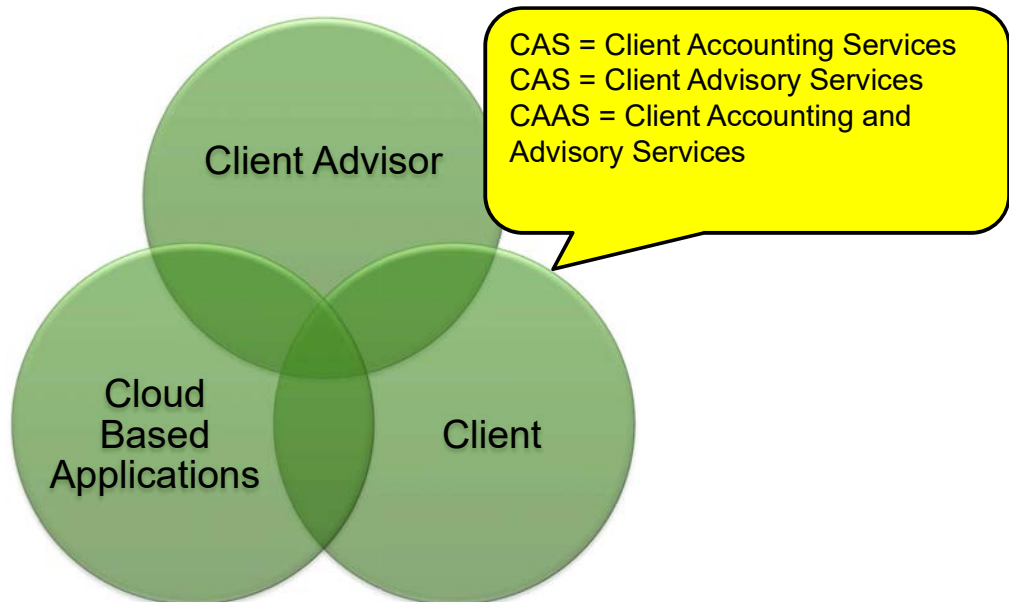 CAS = Client Accounting Services
CAS = Client Advisory Services
CAAS = Client Accounting and
Advisory Services
Client Advisor
Cloud
Based
Applications
Client